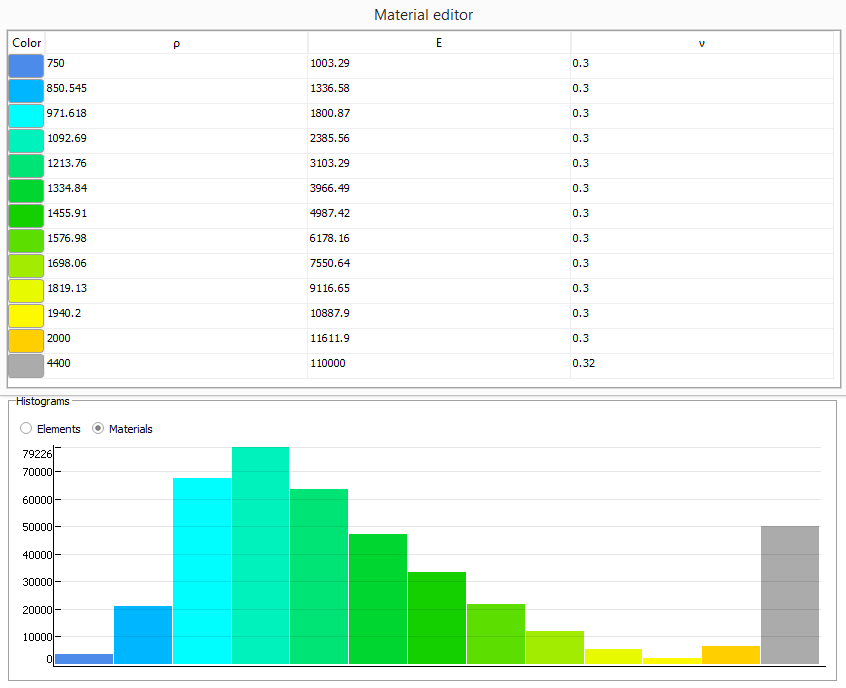 Material editor
Color ρ E ν
750 1003.29 0.3
850.545 1336.58 0.3
971.618 1800.87 0.3
1092.69 2385.56 0.3
1213.76 3103.29 0.3
1334.84 3966.49 0.3
1455.91 4987.42 0.3
1576.98 6178.16 0.3
1698.06 7550.64 0.3
1819.13 9116.65 0.3
1940.2 10887.9 0.3
2000 11611.9 0.3
4400 110000 0.32
Histograms
Elements Materials
79226
70000
60000
50000
40000
30000
20000
10000
0